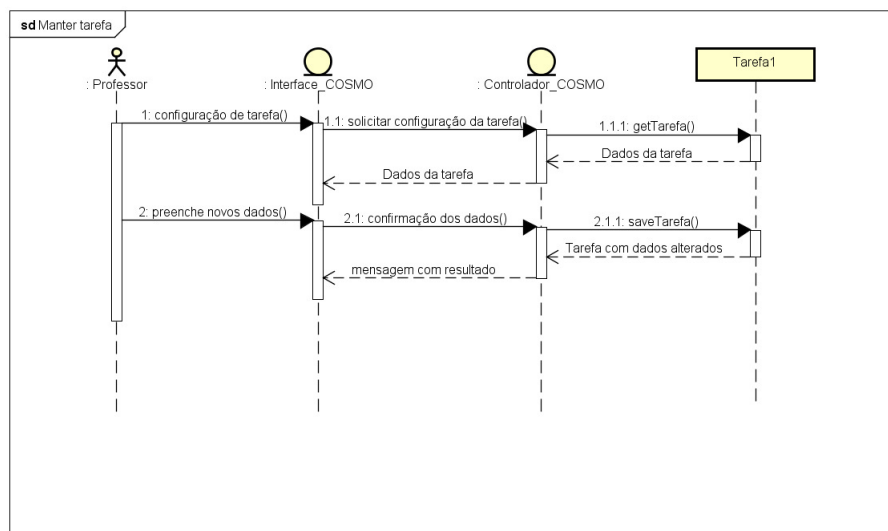 sd Manter tarefa
: Professor
: Interface_COSMO
: Controlador_COSMO
Tarefa1
1: configuração de tarefa()
1.1: solicitar configuração da tarefa()
1.1.1: getTarefa()
Dados da tarefa
Dados da tarefa
2: preenche novos dados()
2.1: confirmação dos dados()
2.1.1: saveTarefa()
Tarefa com dados alterados
mensagem com resultado